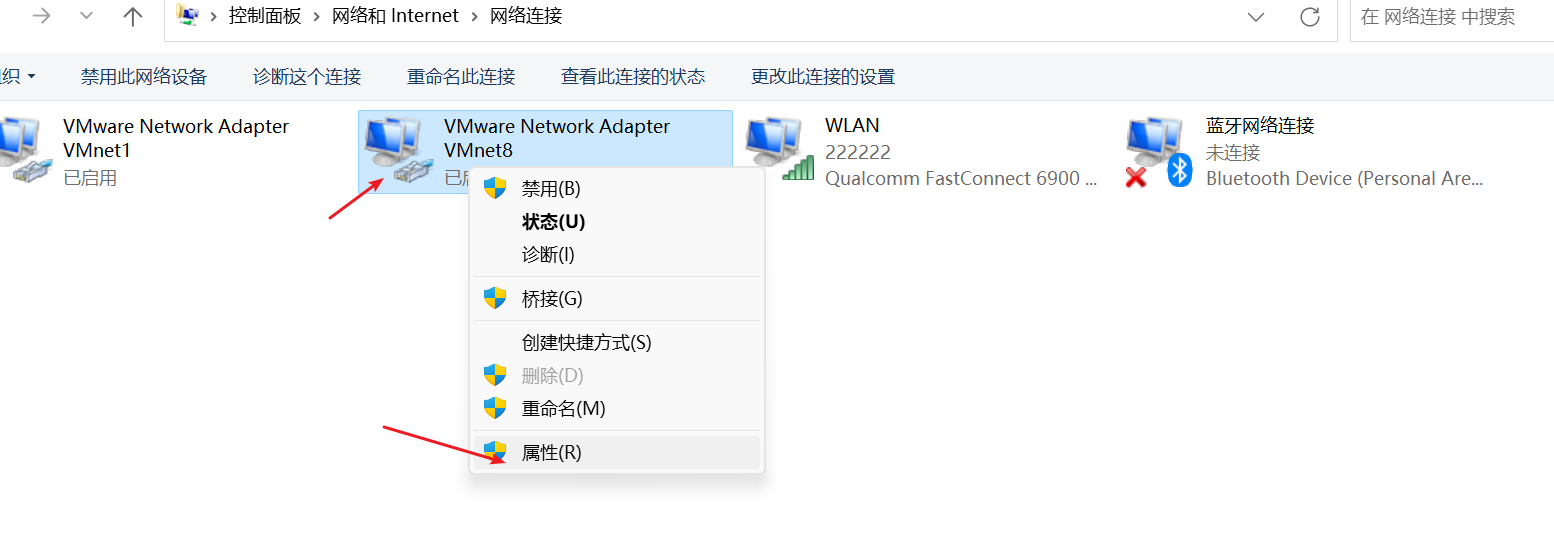 控制面板 › 网络和 Internet › 网络连接
在 网络连接 中搜索
织 禁用此网络设备 诊断这个连接 重命名此连接 查看此连接的状态 更改此连接的设置
VMware Network Adapter
VMnet1
已启用
VMware Network Adapter
VMnet8
已
WLAN
222222
Qualcomm FastConnect 6900 ...
蓝牙网络连接
未连接
Bluetooth Device (Personal Are...
禁用(B)
状态(U)
诊断(I)
桥接(G)
创建快捷方式(S)
删除(D)
重命名(M)
属性(R)